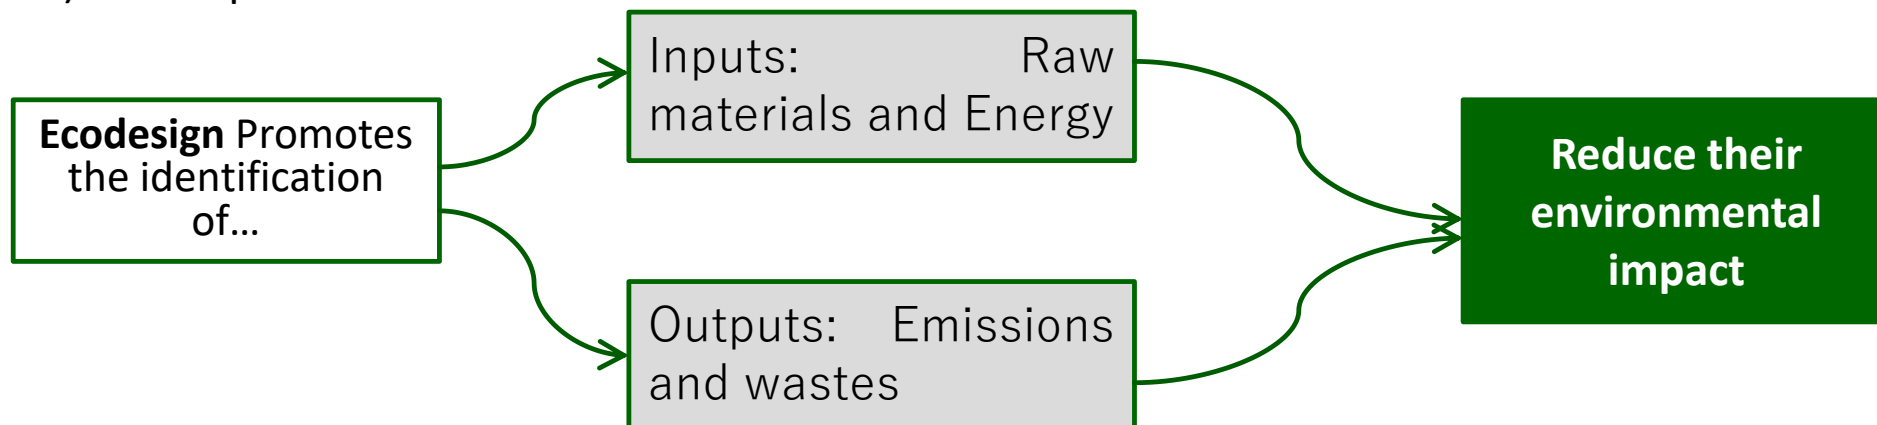 Ecodesign Promotes
the identification
of...
Inputs: Raw
materials and Energy
Outputs: Emissions
and wastes
Reduce their
environmental
impact